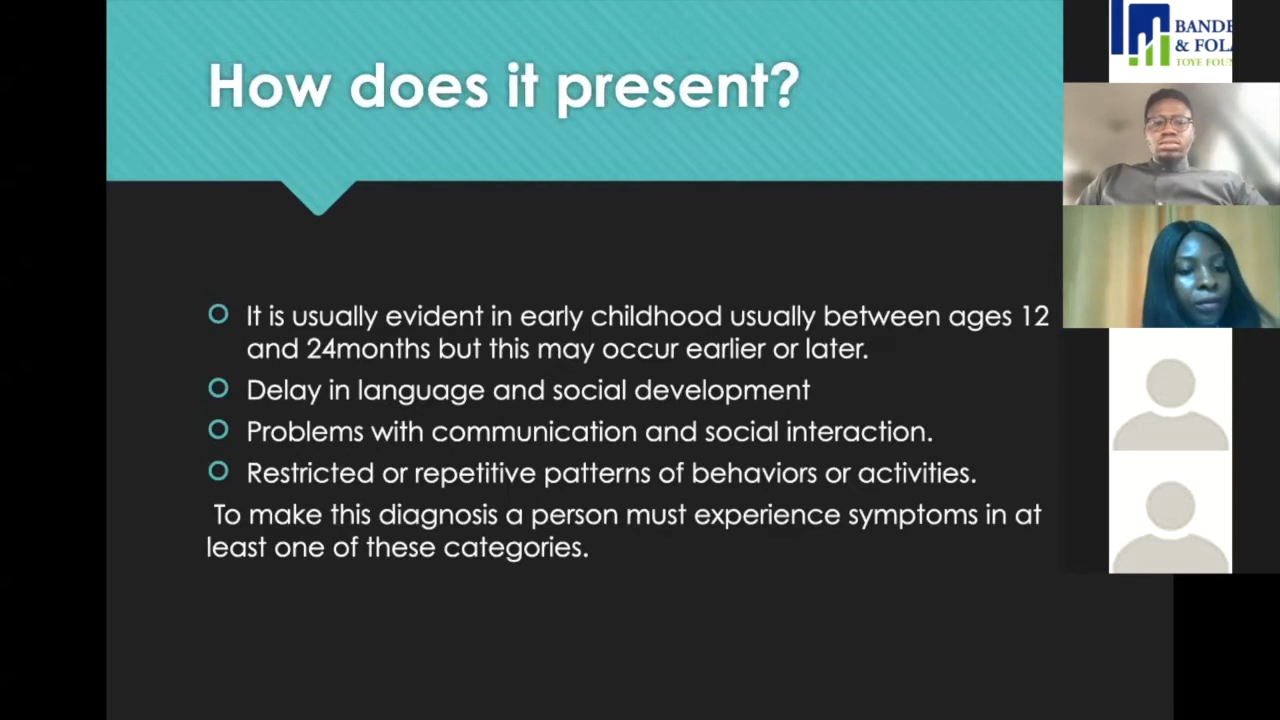 How does it present?
It is usually evident in early childhood usually between ages 12
and 24months but this may occur earlier or later.
Delay in language and social development
Problems with communication and social interaction.
Restricted or repetitive patterns of behaviors or activities.
To make this diagnosis a person must experience symptoms in at
least one of these categories.
BANDE
& FOL
TOYE FOUN